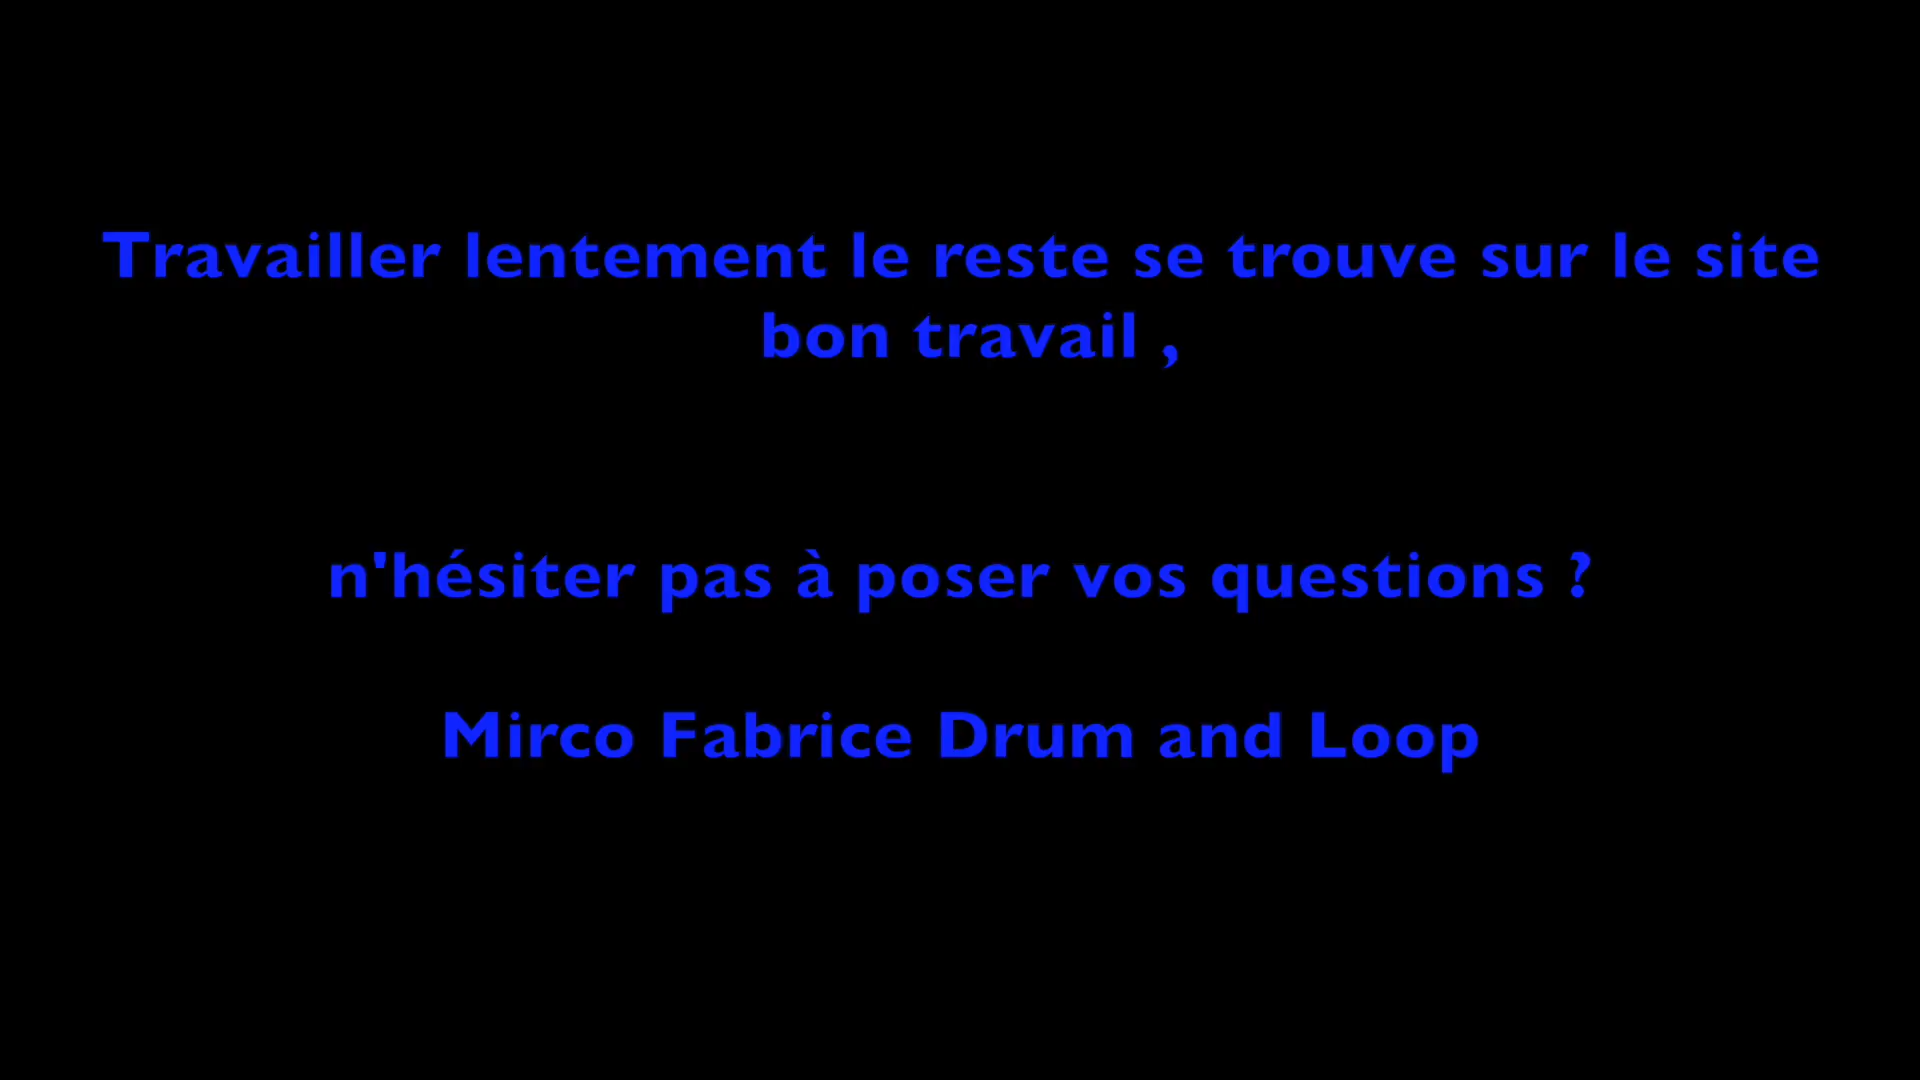 Travailler lentement le reste se trouve sur le site
bon travail ,
n'hésiter pas à poser vos questions ?
Mirco Fabrice Drum and Loop